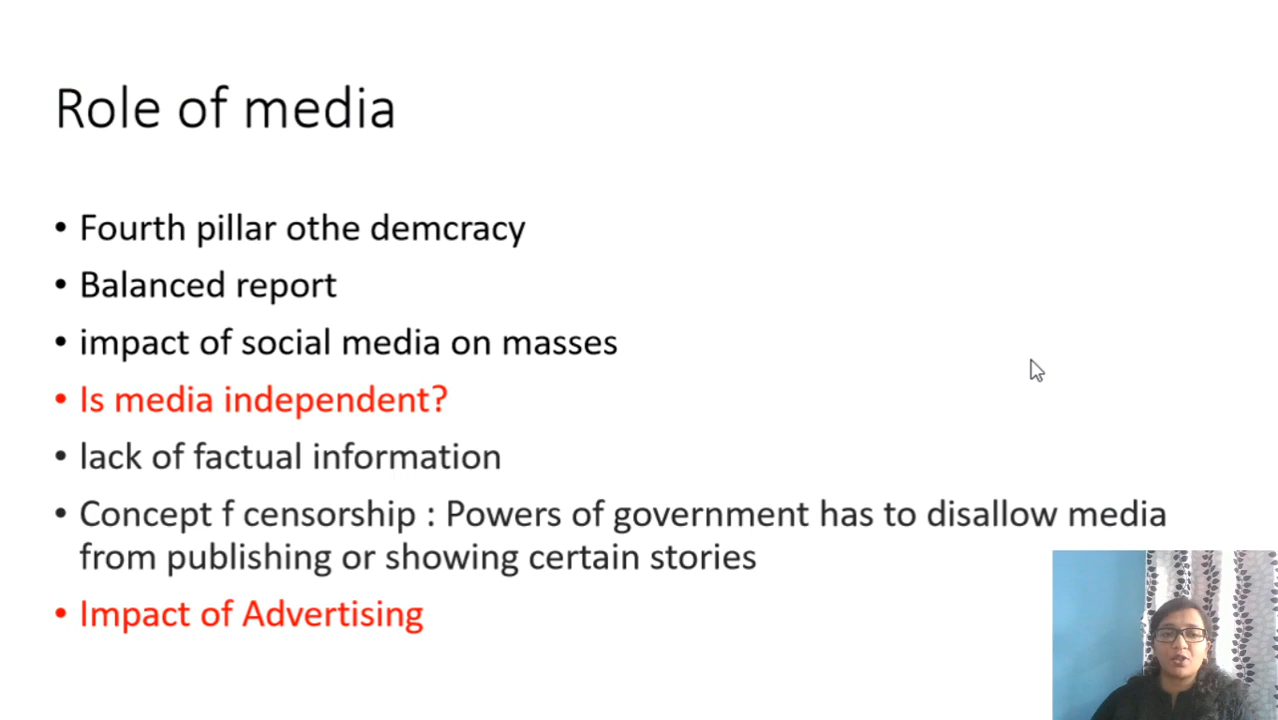 Role of media
• Fourth pillar othe demcracy
• Balanced report
• impact of social media on masses
• Is media independent?
• lack of factual information
• Concept f censorship : Powers of government has to disallow media
from publishing or showing certain stories
• Impact of Advertising